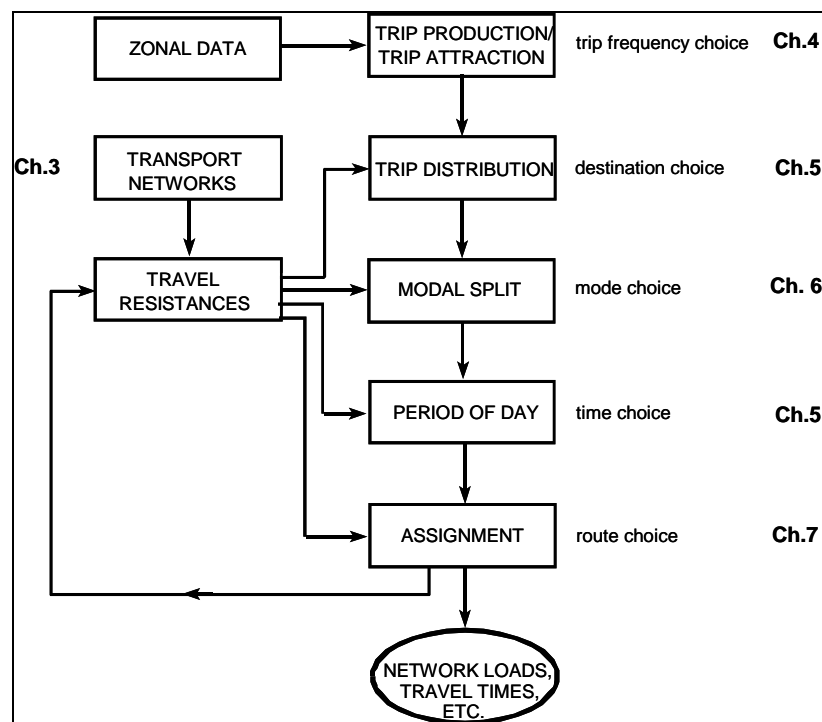 ZONAL DATA
TRIP PRODUCTION/
TRIP ATTRACTION
trip frequency choice
Ch.4
Ch.3
TRANSPORT
NETWORKS
TRIP DISTRIBUTION
destination choice
Ch.5
TRAVEL
RESISTANCES
MODAL SPLIT
mode choice
Ch. 6
PERIOD OF DAY
time choice
Ch.5
ASSIGNMENT
route choice
Ch.7
NETWORK LOADS,
TRAVEL TIMES,
ETC.